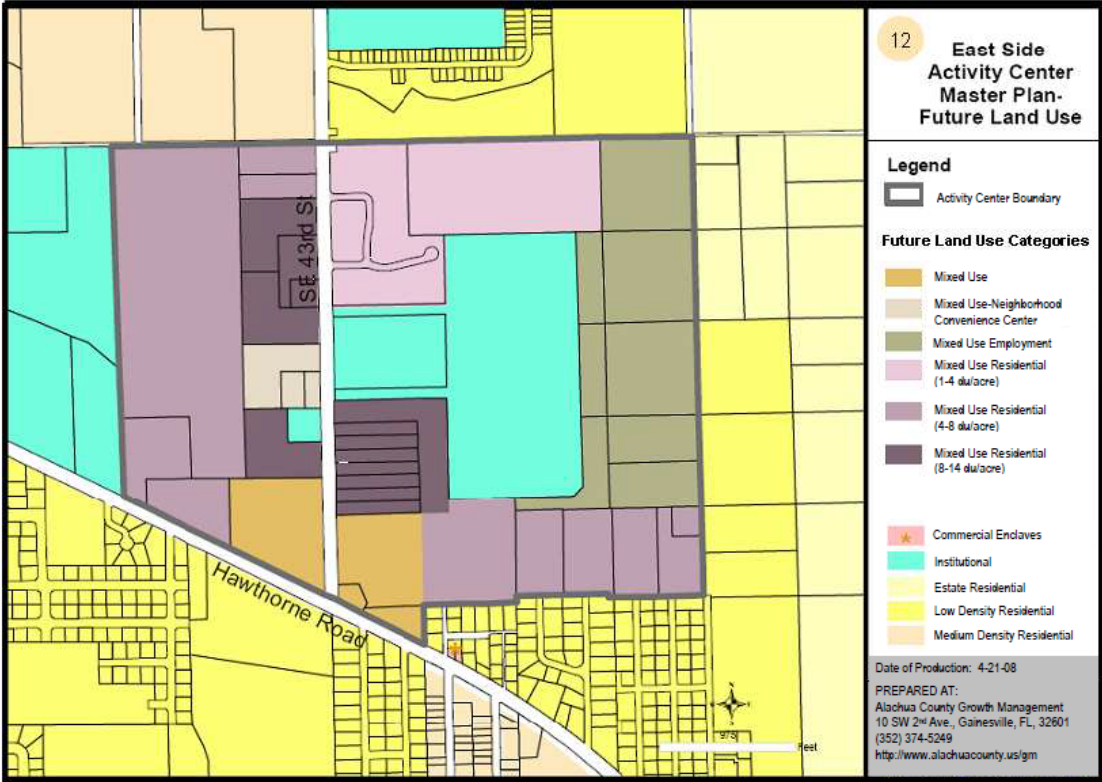 12
East Side
Activity Center
Master Plan-
Future Land Use
Legend
Activity Center Boundary
Future Land Use Categories
Mixed Use
Mixed Use-Neighborhood
Convenience Center
Mixed Use Employment
Mixed Use Residential
(1-4 du/acre)
Mixed Use Residential
(4-8 du/acre)
Mixed Use Residential
(8-14 du/acre)
Commercial Enclaves
Institutional
Estate Residential
Low Density Residential
Medium Density Residential
Date of Production: 4-21-08
PREPARED AT:
Alachua County Growth Management
10 SW 2nd Ave., Gainesville, FL, 32601
(352) 374-5249
http://www.alachuacounty.us/gm
SE 43rd St
Hawthorne Road
N
975
Feet